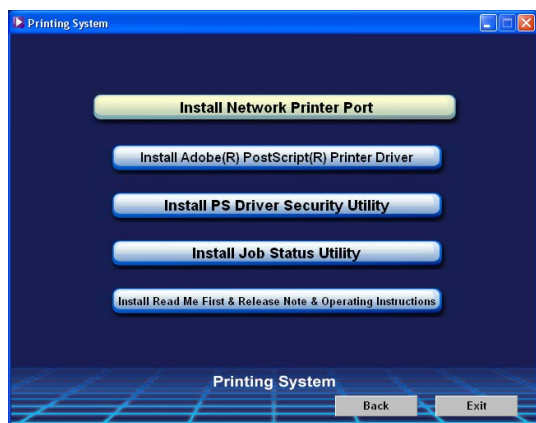 Printing System
Install Network Printer Port
Install Adobe(R) PostScript(R) Printer Driver
Install PS Driver Security Utility
Install Job Status Utility
Install Read Me First & Release Note & Operating Instructions
Printing System
Back
Exit